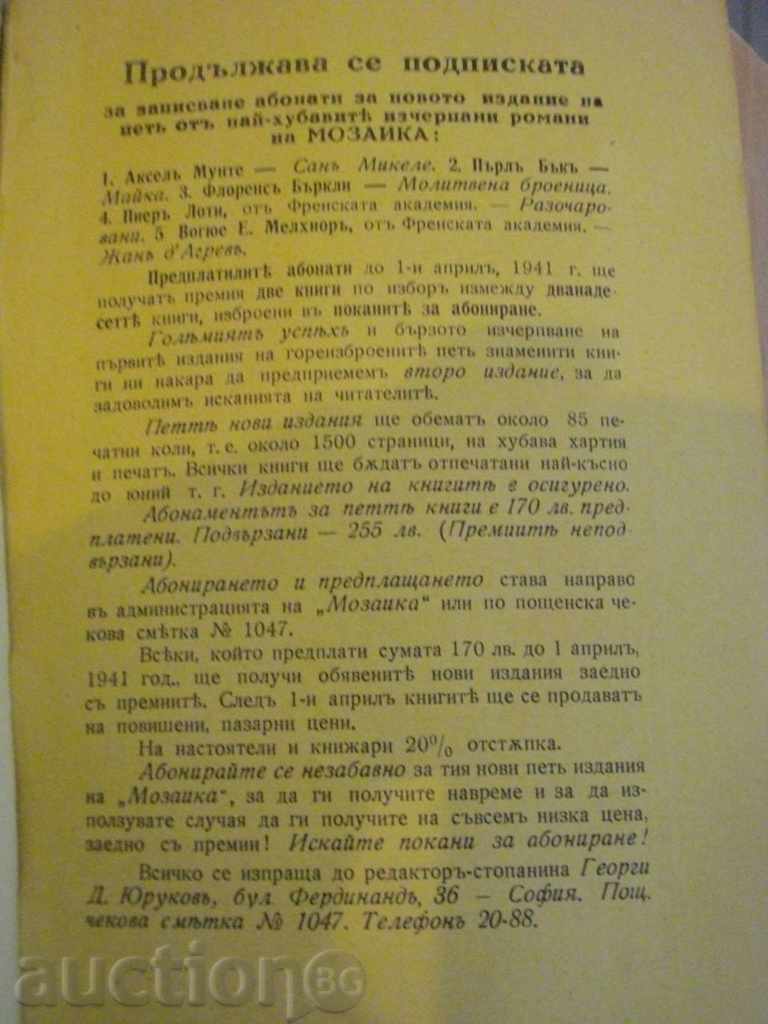 Продължава се подписката
за записване абонати за новото издание на
петь отъ най-хубавитѣ изчерпани романи
на МОЗАЙКА:
1. Аксель Мунте — Санъ Микеле. 2. Пърлъ Бъкъ —
Майка. 3. Флоренсъ Бъркли — Молитвена броеница.
4. Пиеръ Лоти, отъ Френската академия. — Разочаро-
вани. 5 Вогюе Е. Мелхиоръ, отъ Френската академия. —
Жанъ д'Агревъ.
Предплатилитѣ абонати до 1-и априлъ, 1941 г. ще
получатъ премия две книги по изборъ измежду дванаде-
сеттѣ книги, изброени въ поканитѣ за абониране.
Голѣмиятъ успѣхъ и бързото изчерпване на
първитѣ издания на гореизброенитѣ петь знаменити кни-
ги ни накара да предприемемъ второ издание, за да
задоволимъ исканията на читателитѣ.
Петтѣ нови издания ще обематъ около 85 пе-
чатни коли, т. е. около 1500 страници, на хубава хартия
и печатъ. Всички книги ще бѫдатъ отпечатани най-късно
до юний т. г. Изданието на книгитѣ е осигурено.
Абонаментътъ за петтѣ книги е 170 лв. пред-
платени. Подвързани — 255 лв. (Премиитѣ непод
вързани).
Абонирането и предплащането става направо
въ администрацията на „Мозайка“ или по пощенска че-
кова смѣтка № 1047.
Всѣки, който предплати сумата 170 лв. до 1 априлъ,
1941 год., ще получи обявенитѣ нови издания заедно
съ премиитѣ. Следъ 1-и априлъ книгитѣ ще се продаватъ
на повишени, пазарни цени.
На настоятели и книжари 20% отстѫпка.
Абонирайте се незабавно за тия нови петь издания
на „Мозайка“, за да ги получите навреме и за да из-
ползувате случая да ги получите на съвсемъ низка цена,
заедно съ премии! Искайте покани за абониране!
Всичко се изпраща до редакторъ-стопанина Георги
Д. Юруковъ, бул Фердинандъ, 36 — София. Пощ.
чекова смѣтка № 1047. Телефонъ 20-88.
auction BG